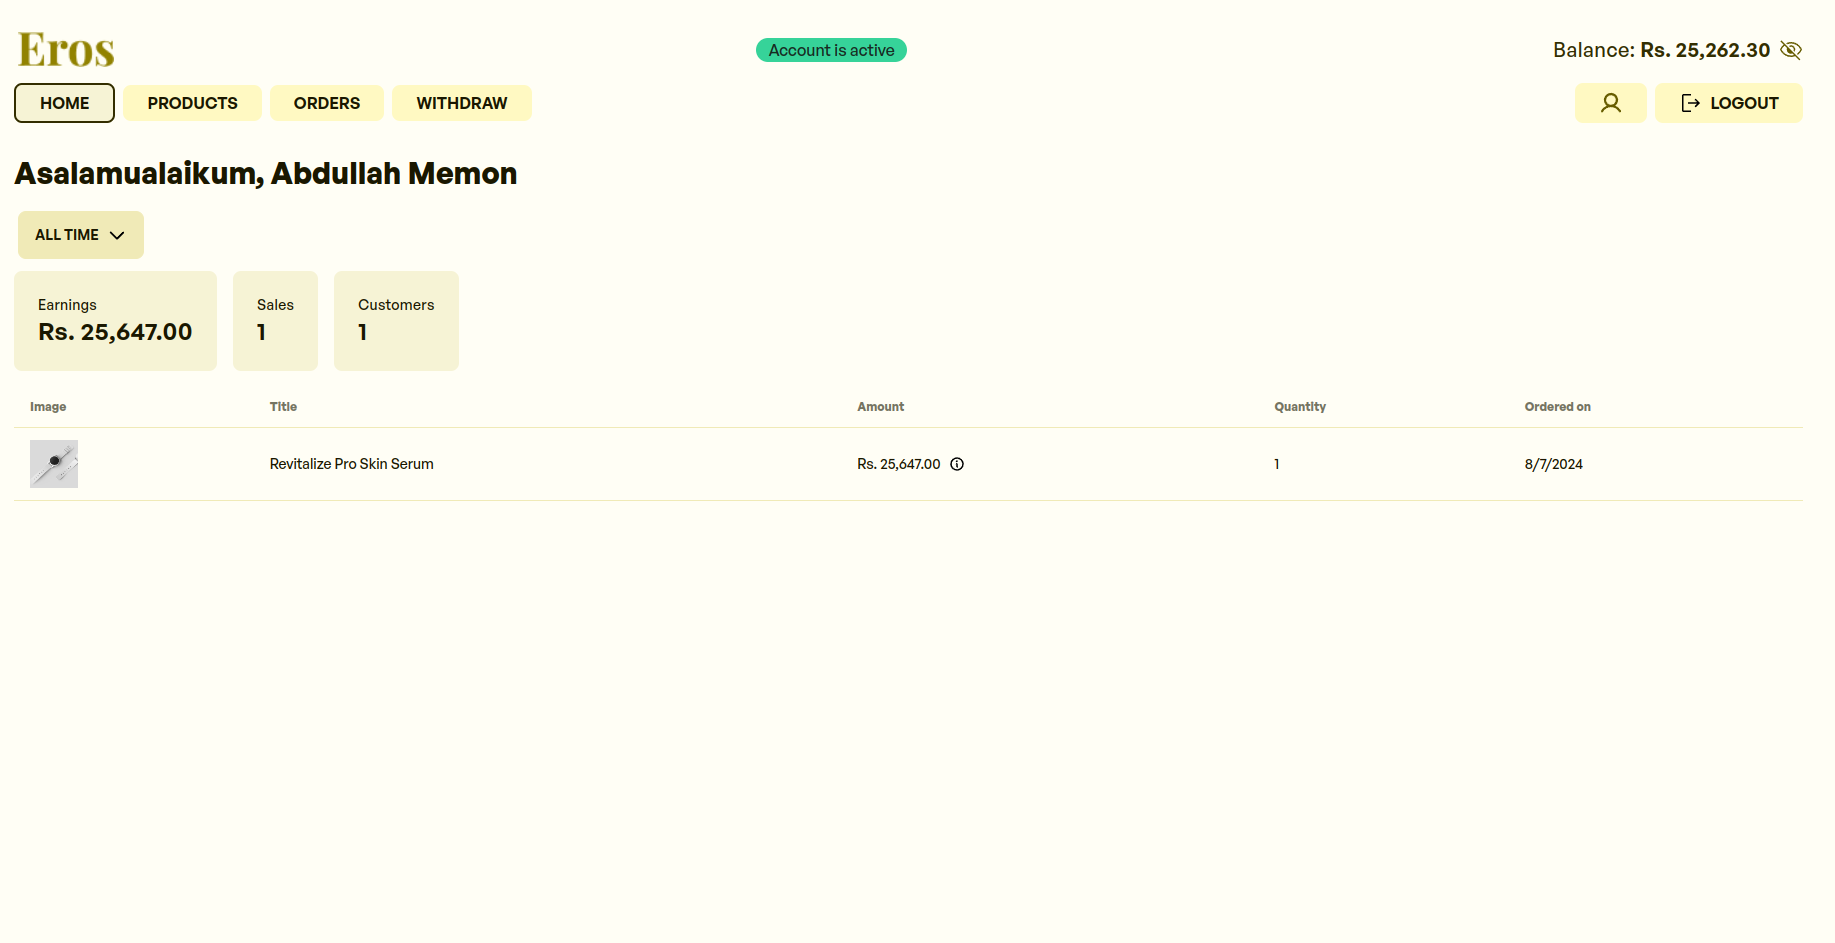 Eros
Account is active
Balance: Rs. 25,262.30
HOME
PRODUCTS
ORDERS
WITHDRAW
LOGOUT
Asalamualaikum, Abdullah Memon
ALL TIME
Earnings
Rs. 25,647.00
Sales
1
Customers
1
Image Title Amount Quantity Ordered on
Revitalize Pro Skin Serum Rs. 25,647.00 1 8/7/2024